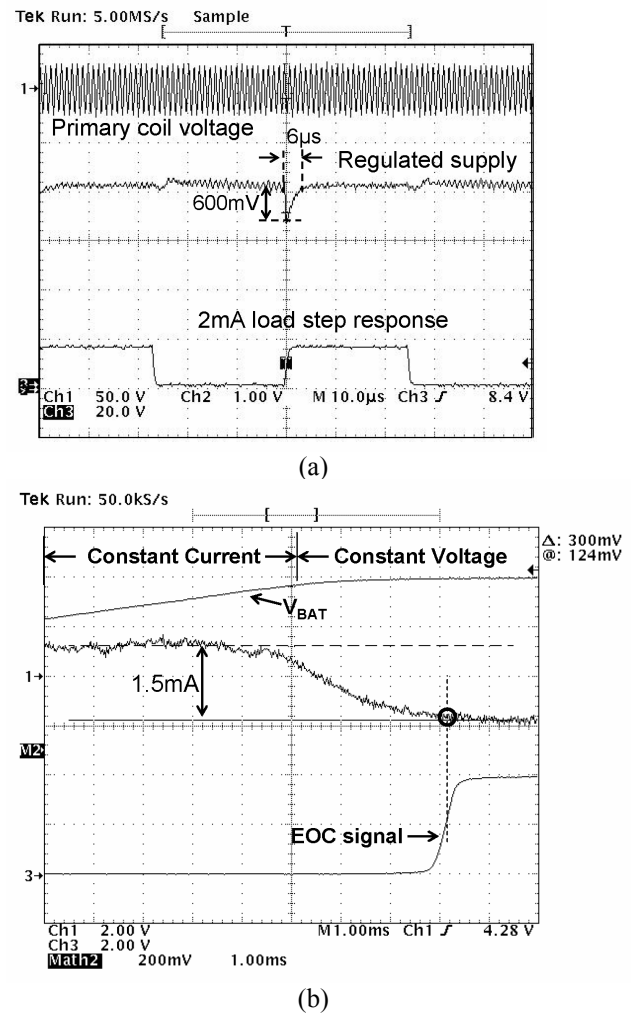 Tek Run: 5.00MS/s Sample
[ T ]
1→
Primary coil voltage
6μs
Regulated supply
600mV
2mA load step response
T
Ch1 50.0 V Ch2 1.00 V M 10.0μs Ch3 8.4 V
Ch3 20.0 V
(a)
Tek Run: 50.0kS/s
[ ]
Δ: 300mV
@: 124mV
Constant Current Constant Voltage
VBAT
1→
1.5mA
M2
EOC signal
3→
Ch1 2.00 V M1.00ms Ch1 4.28 V
Ch3 2.00 V
Math2 200mV 1.00ms
(b)